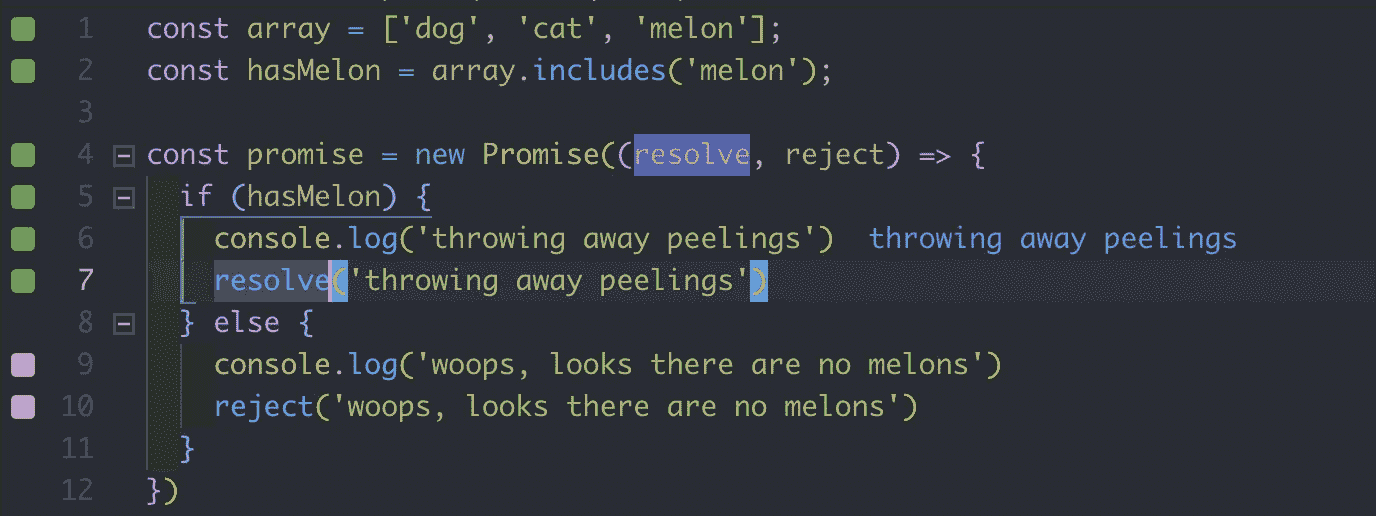 1 const array = ['dog', 'cat', 'melon'];
2 const hasMelon = array.includes('melon');
3
4 const promise = new Promise((resolve, reject) => {
5 if (hasMelon) {
6 console.log('throwing away peelings') throwing away peelings
7 resolve('throwing away peelings')
8 } else {
9 console.log('woops, looks there are no melons')
10 reject('woops, looks there are no melons')
11 }
12 })